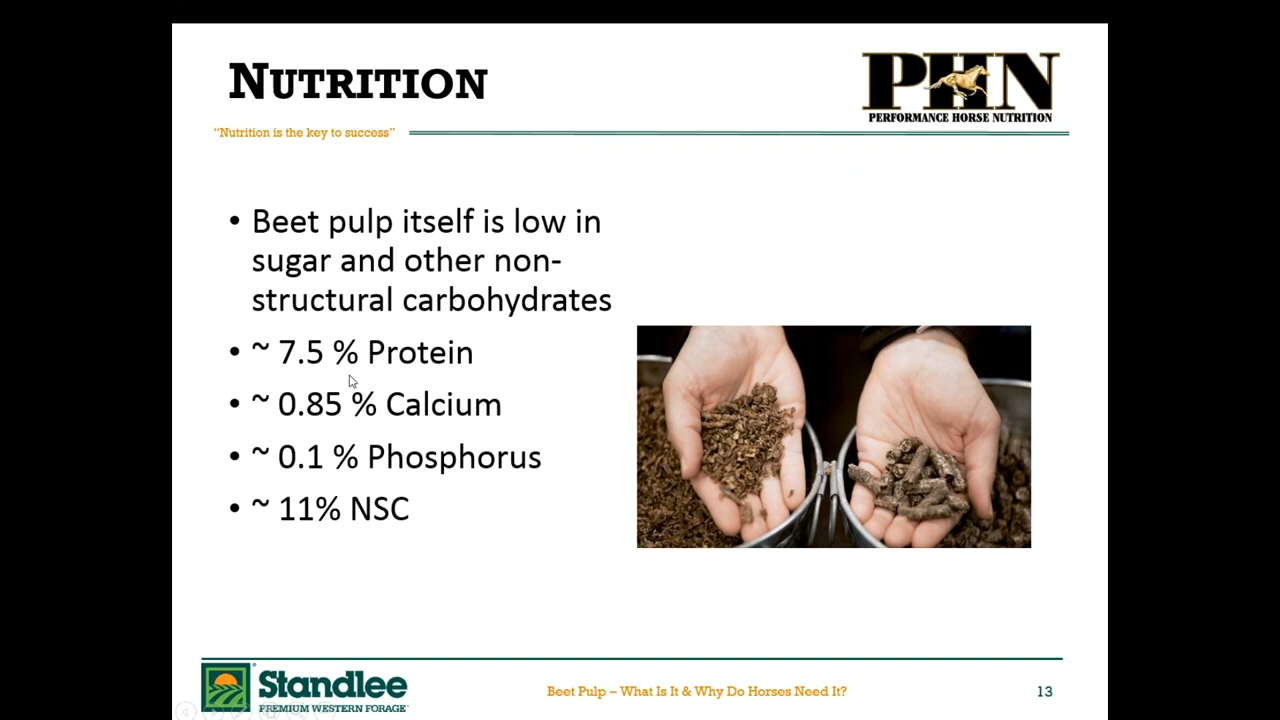 NUTRITION
PHN
PERFORMANCE HORSE NUTRITION
"Nutrition is the key to success"
• Beet pulp itself is low in
sugar and other non-
structural carbohydrates
• ~ 7.5 % Protein
• ~ 0.85 % Calcium
• ~ 0.1 % Phosphorus
• ~ 11% NSC
Standlee
PREMIUM WESTERN FORAGE
Beet Pulp – What Is It & Why Do Horses Need It?
13